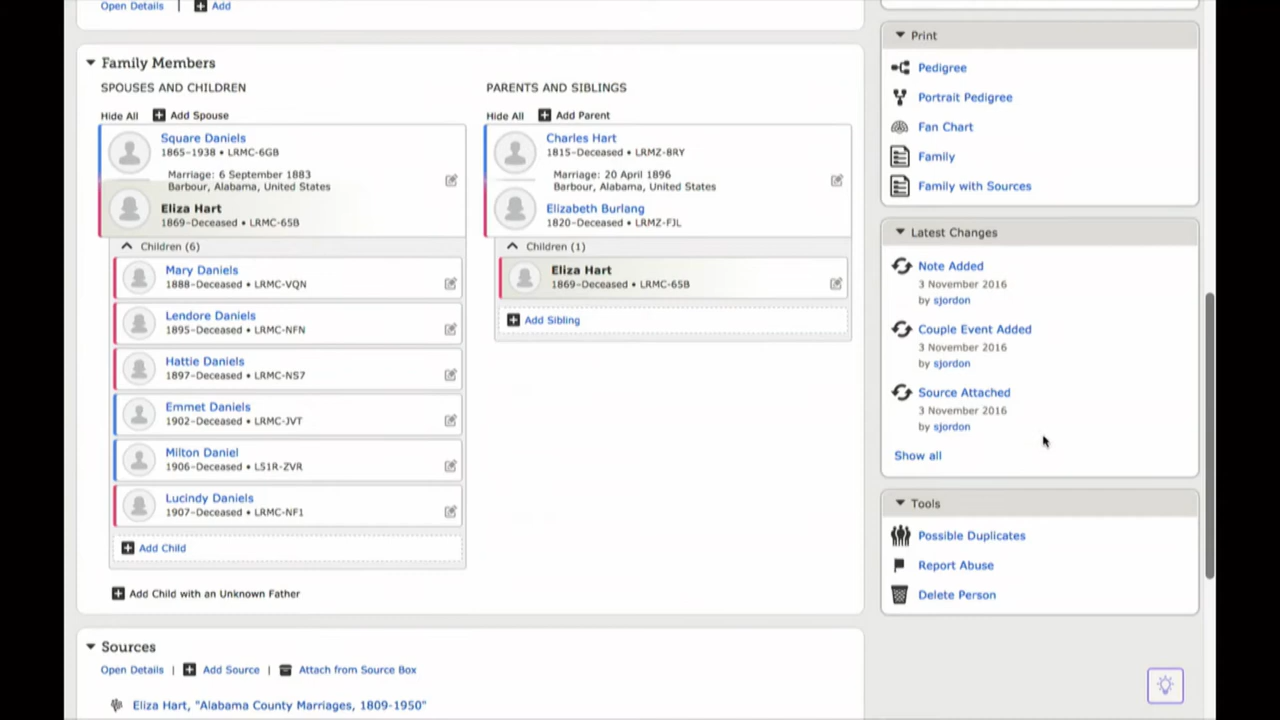 Open Details | Add
Family Members
SPOUSES AND CHILDREN
Hide All Add Spouse
Square Daniels
1865-1938 • LRMC-6GB
Marriage: 6 September 1883
Barbour, Alabama, United States
Eliza Hart
1869-Deceased • LRMC-65B
Children (6)
Mary Daniels
1888-Deceased • LRMC-VQN
Lendore Daniels
1895-Deceased • LRMC-NFN
Hattie Daniels
1897-Deceased • LRMC-NS7
Emmet Daniels
1902-Deceased • LRMC-JVT
Milton Daniel
1906-Deceased • L51R-ZVR
Lucindy Daniels
1907-Deceased • LRMC-NF1
Add Child
Add Child with an Unknown Father
PARENTS AND SIBLINGS
Hide All Add Parent
Charles Hart
1815-Deceased • LRMZ-8RY
Marriage: 20 April 1896
Barbour, Alabama, United States
Elizabeth Burlang
1820-Deceased • LRMZ-FJL
Children (1)
Eliza Hart
1869-Deceased • LRMC-65B
Add Sibling
Sources
Open Details | Add Source | Attach from Source Box
Eliza Hart, "Alabama County Marriages, 1809-1950"
Print
Pedigree
Portrait Pedigree
Fan Chart
Family
Family with Sources
Latest Changes
Note Added
3 November 2016
by sjordon
Couple Event Added
3 November 2016
by sjordon
Source Attached
3 November 2016
by sjordon
Show all
Tools
Possible Duplicates
Report Abuse
Delete Person